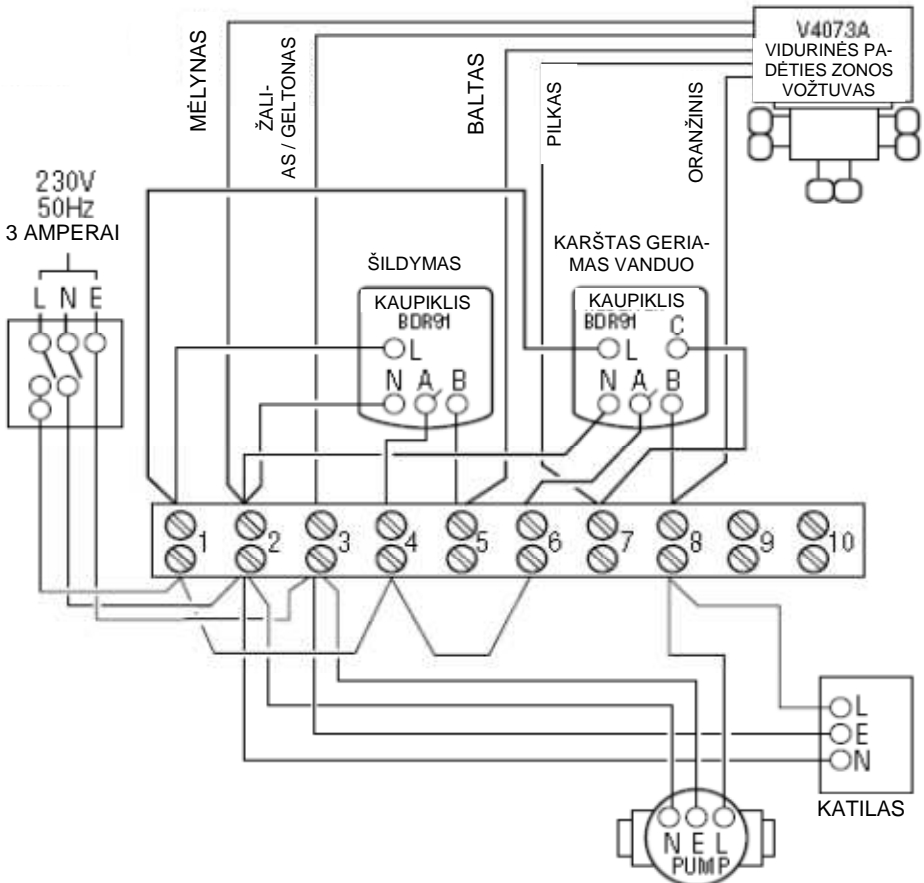 V4073A
VIDURINĖS PA-
DĖTIES ZONOS
VOŽTUVAS
MĖLYNAS
ŽALI-
AS / GELTONAS
BALTAS
PILKAS
ORANŽINIS
230V
50Hz
3 AMPERAI
L N E
ŠILDYMAS
KAUPIKLIS
BDR91
L
N A B
KARŠTAS GERIA-
MAS VANDUO
KAUPIKLIS
BDR91 C
L
N A B
1 2 3 4 5 6 7 8 9 10
L
E
N
KATILAS
N E L
PUMP